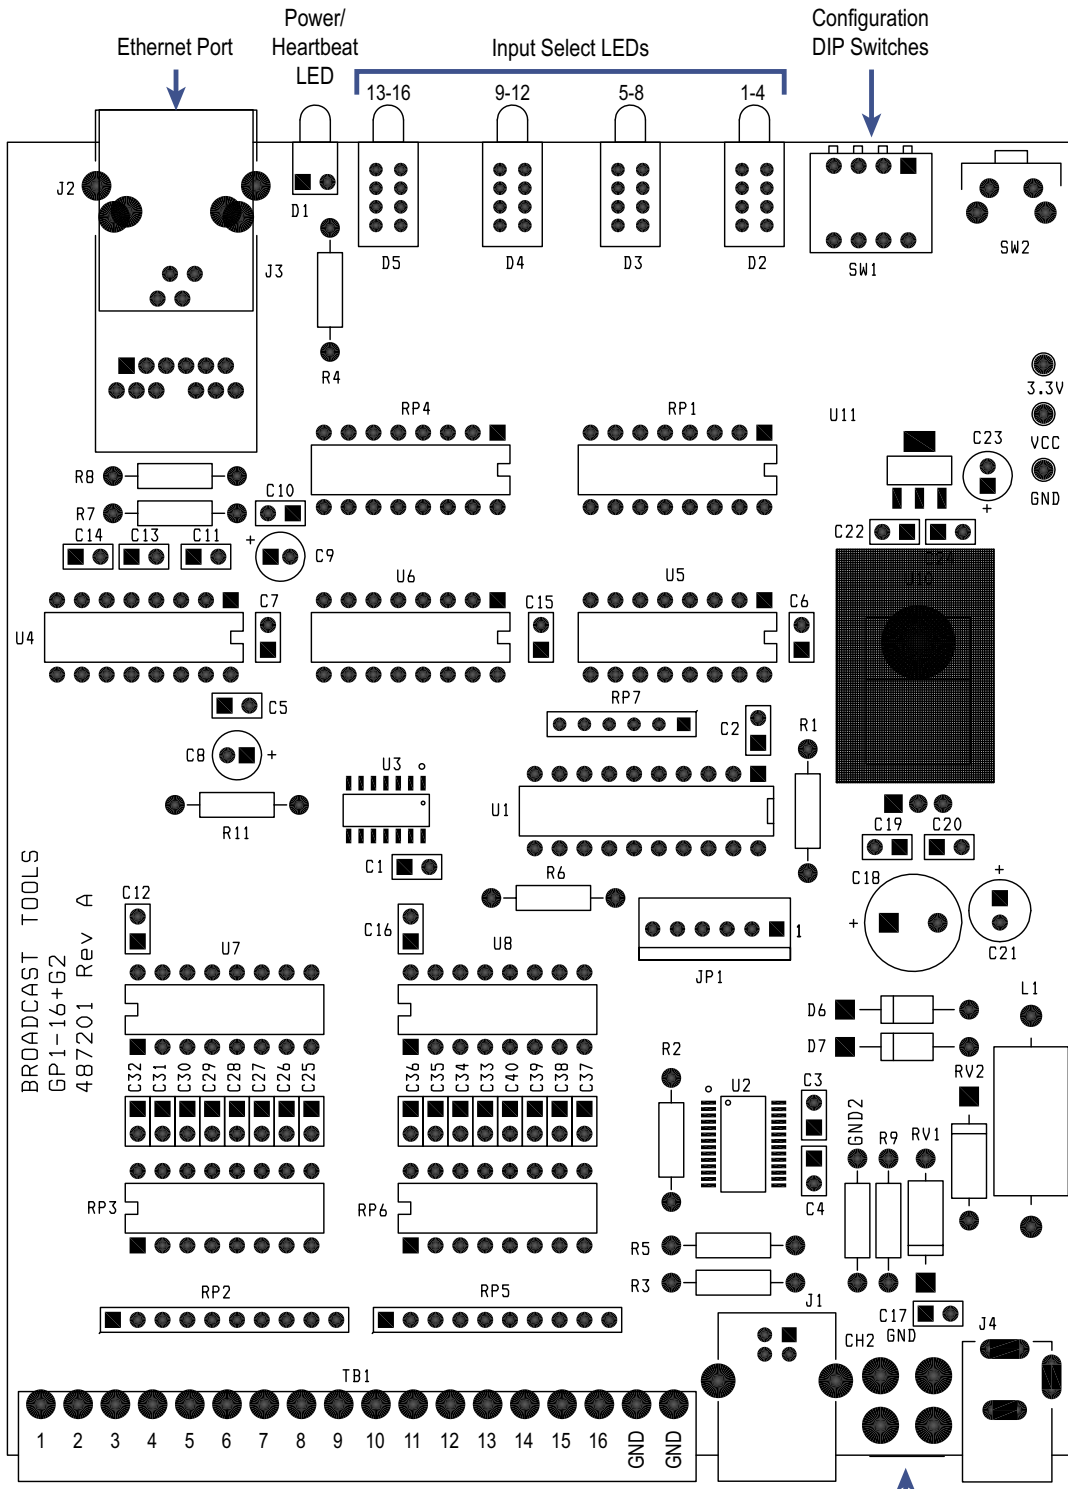 Ethernet Port
Power/
Heartbeat
LED
Input Select LEDs
Configuration
DIP Switches
13-16
9-12
5-8
1-4
J2
D1
J3
D5
D4
D3
D2
SW1
SW2
R4
3.3V
VCC
GND
RP4
RP1
U11
C23
+
R8
R7
C10
C14
C13
C11
+
C9
C22
C24
J10
U4
C7
U6
C15
U5
C6
C5
RP7
C2
R1
C8
+
U3
U1
R11
C1
R6
C19
C20
C18
+
+
C21
BROADCAST TOOLS
GP1-16+G2
487201 Rev A
C12
C16
U7
U8
JP1
1
D6
D7
L1
RV2
C32
C31
C30
C29
C28
C27
C26
C25
C36
C35
C34
C33
C40
C39
C38
C37
R2
U2
C3
C4
GND2
R9
RV1
RP3
RP6
R5
R3
RP2
RP5
J1
C17
GND
CH2
J4
TB1
1
2
3
4
5
6
7
8
9
10
11
12
13
14
15
16
GND
GND